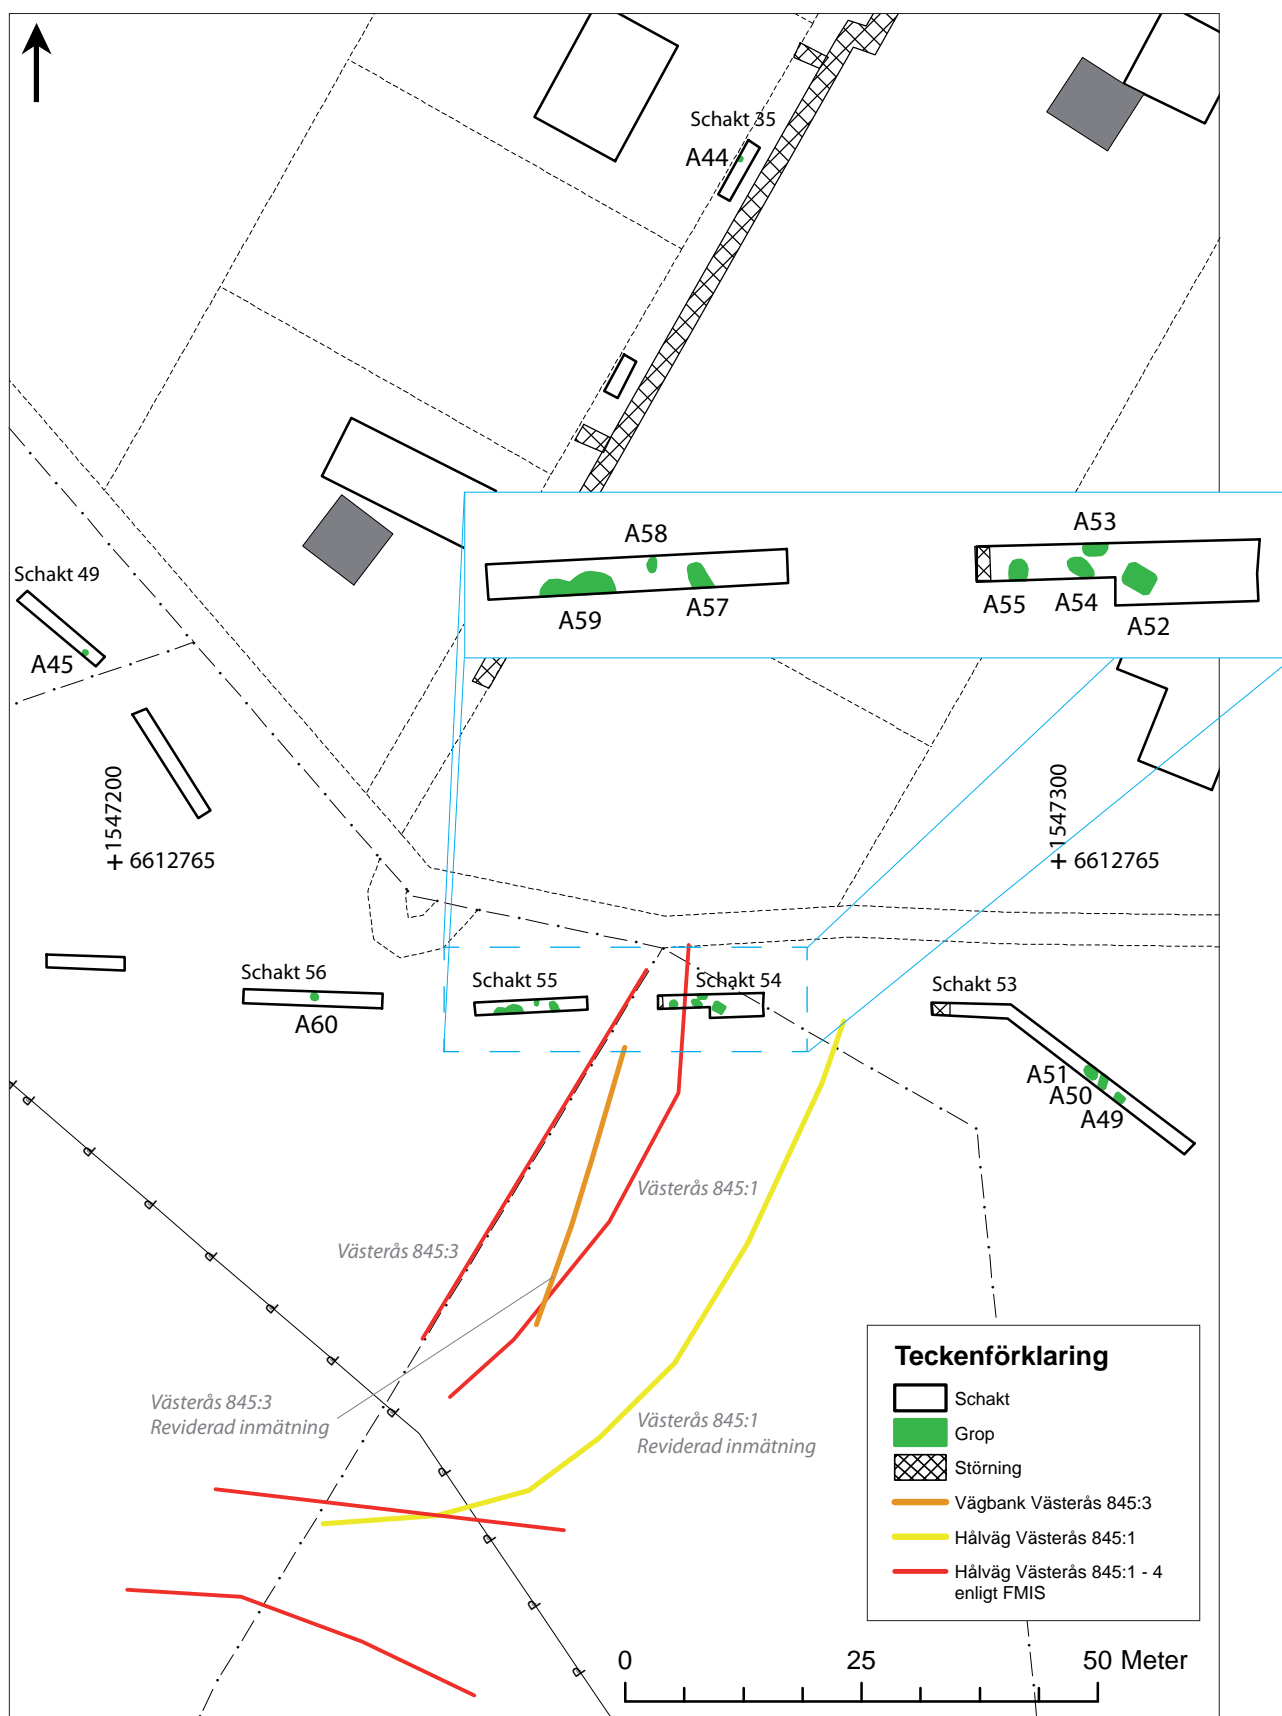 Schakt 35
A44
A58
A53
A59
A57
A55
A54
A52
Schakt 49
A45
1547200
+ 6612765
1547300
+ 6612765
Schakt 56
A60
Schakt 55
Schakt 54
Schakt 53
A51
A50
A49
Västerås 845:1
Västerås 845:3
Västerås 845:3
Reviderad inmätning
Västerås 845:1
Reviderad inmätning
Teckenförklaring
Schakt
Grop
Störning
Vägbank Västerås 845:3
Hålväg Västerås 845:1
Hålväg Västerås 845:1 - 4
enligt FMIS
0 25 50 Meter